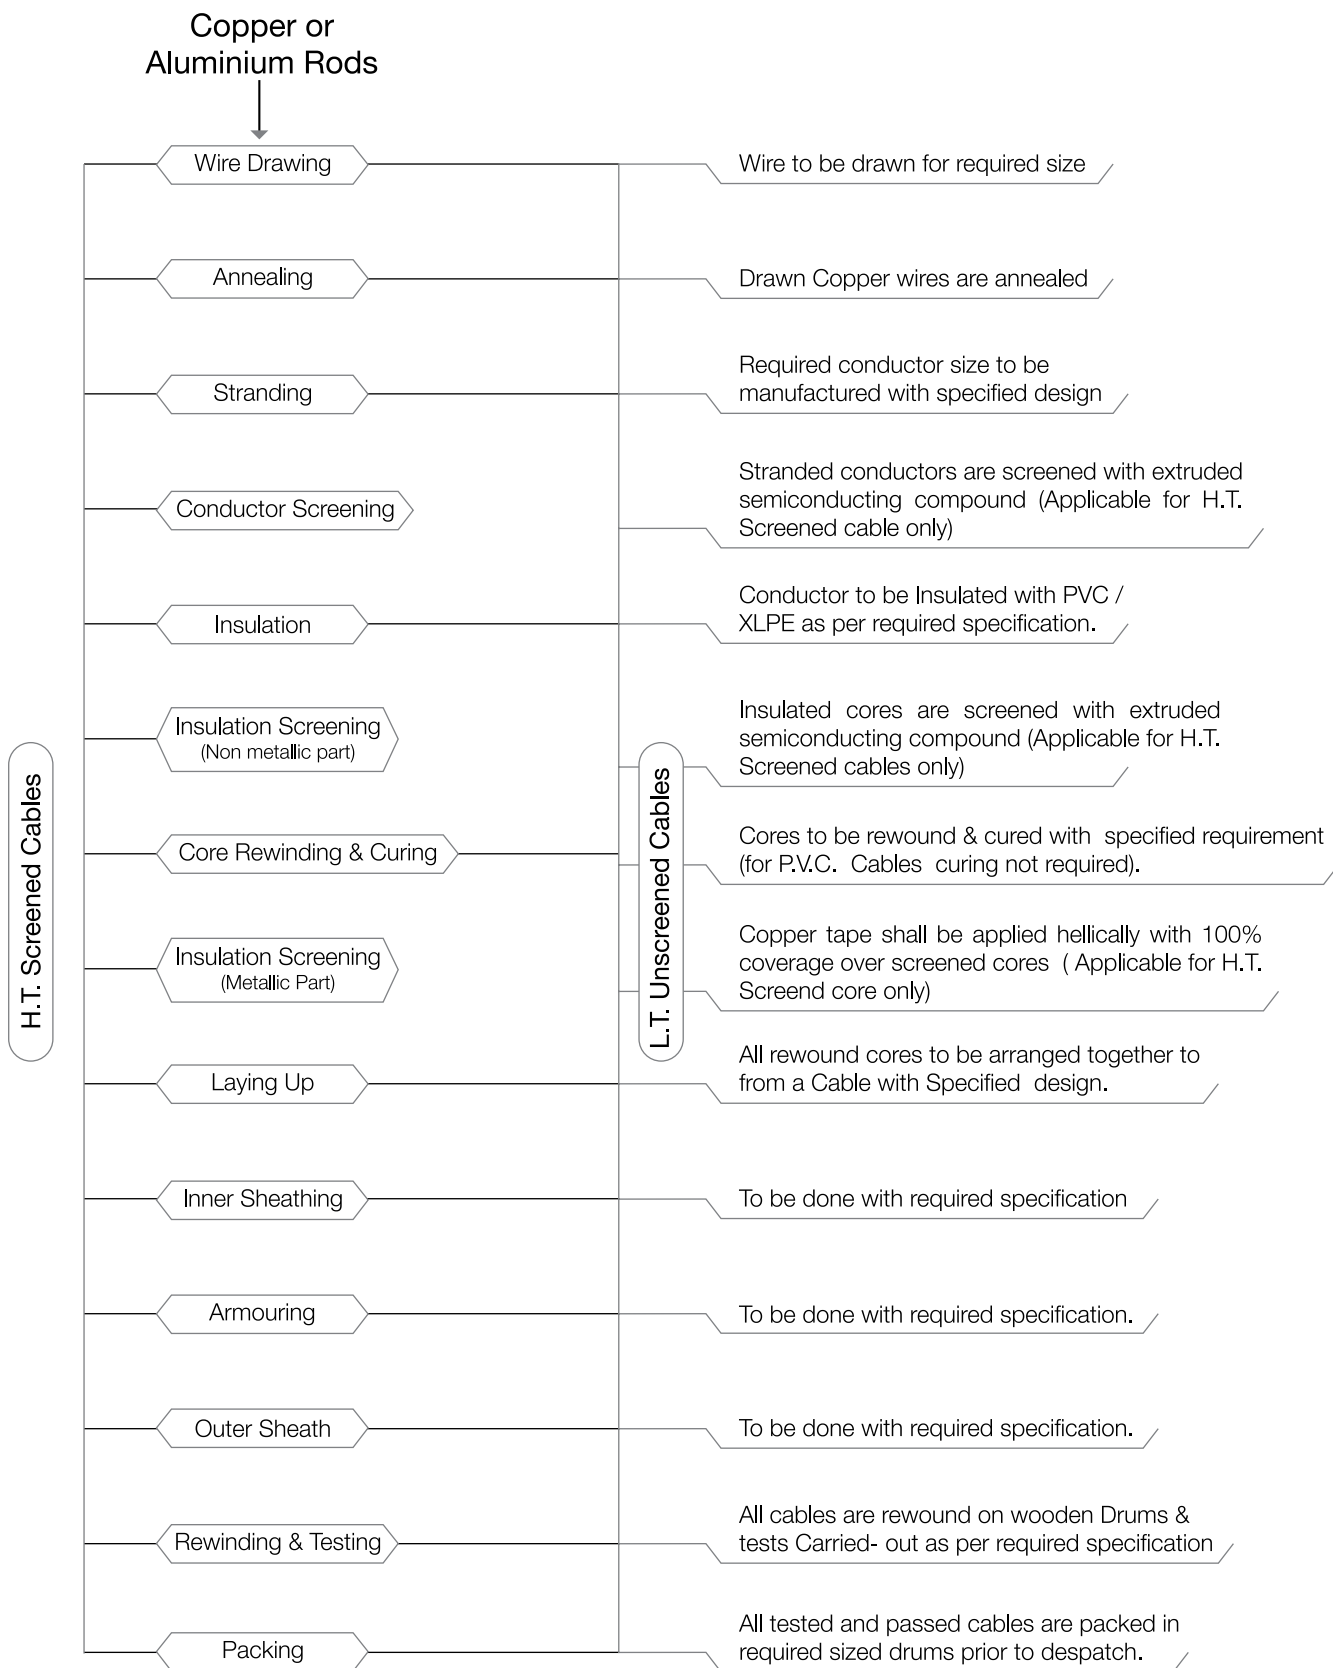 Copper or
Aluminium Rods
Wire Drawing
Wire to be drawn for required size
Annealing
Drawn Copper wires are annealed
Stranding
Required conductor size to be
manufactured with specified design
Conductor Screening
Stranded conductors are screened with extruded
semiconducting compound (Applicable for H.T.
Screened cable only)
Insulation
Conductor to be Insulated with PVC /
XLPE as per required specification.
Insulation Screening
(Non metallic part)
Insulated cores are screened with extruded
semiconducting compound (Applicable for H.T.
Screened cables only)
H.T. Screened Cables
L.T. Unscreened Cables
Core Rewinding & Curing
Cores to be rewound & cured with specified requirement
(for P.V.C. Cables curing not required).
Insulation Screening
(Metallic Part)
Copper tape shall be applied hellically with 100%
coverage over screened cores ( Applicable for H.T.
Screend core only)
Laying Up
All rewound cores to be arranged together to
from a Cable with Specified design.
Inner Sheathing
To be done with required specification
Armouring
To be done with required specification.
Outer Sheath
To be done with required specification.
Rewinding & Testing
All cables are rewound on wooden Drums &
tests Carried- out as per required specification
Packing
All tested and passed cables are packed in
required sized drums prior to despatch.